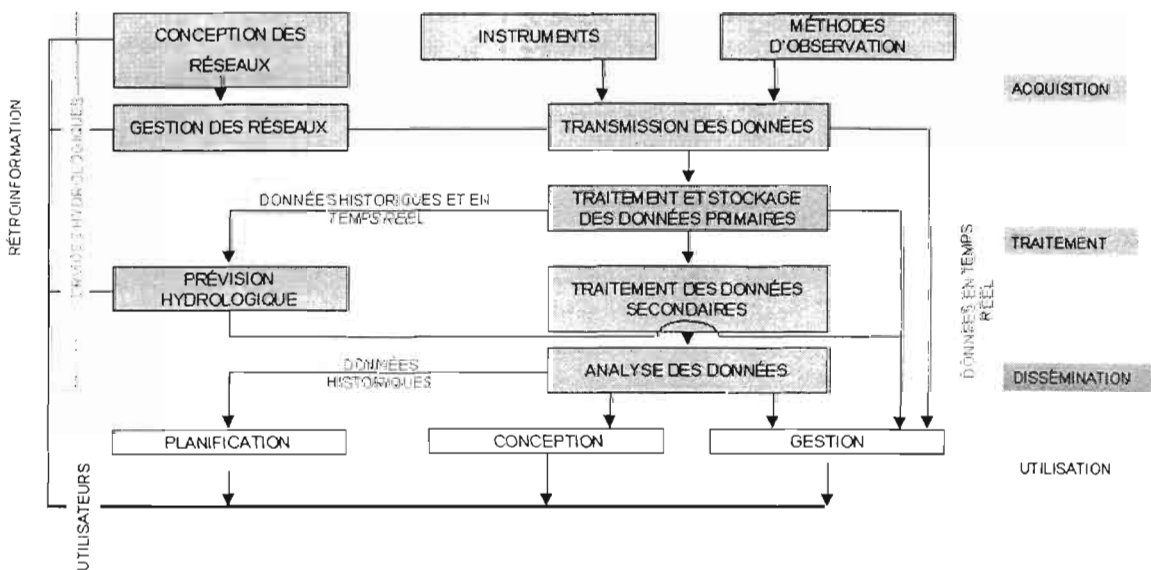 CONCEPTION DES
RÉSEAUX
INSTRUMENTS
MÉTHODES
D'OBSERVATION
ACQUISITION
GESTION DES RÉSEAUX
TRANSMISSION DES DONNÉES
RÉTROINFORMATION
HYDROLOGIQUES
DONNÉES HISTORIQUES ET EN
TEMPS REEL
TRAITEMENT ET STOCKAGE
DES DONNÉES PRIMAIRES
TRAITEMENT
PRÉVISION
HYDROLOGIQUE
TRAITEMENT DES DONNÉES
SECONDAIRES
DONNÉES EN TEMPS
RÉEL
DONNÉES
HISTORIQUES
ANALYSE DES DONNÉES
DISSÉMINATION
PLANIFICATION
CONCEPTION
GESTION
UTILISATION
UTILISATEURS